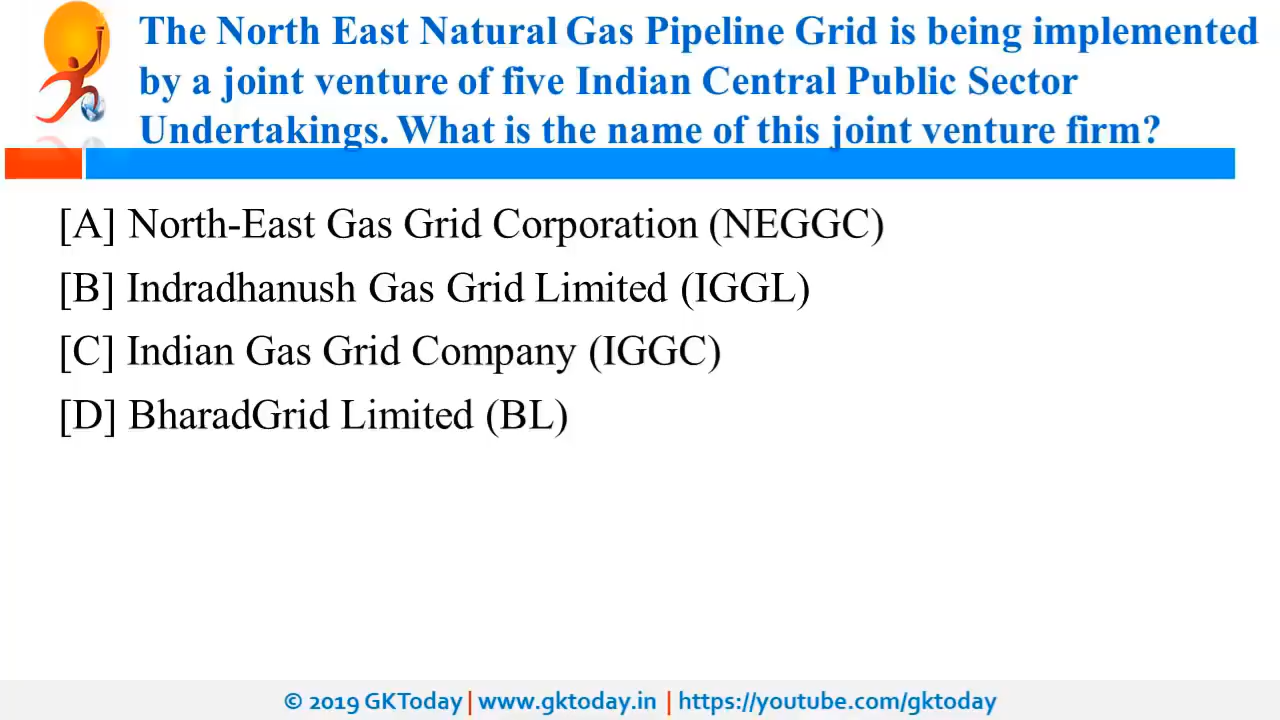 The North East Natural Gas Pipeline Grid is being implemented
by a joint venture of five Indian Central Public Sector
Undertakings. What is the name of this joint venture firm?
[A] North-East Gas Grid Corporation (NEGGC)
[B] Indradhanush Gas Grid Limited (IGGL)
[C] Indian Gas Grid Company (IGGC)
[D] BharadGrid Limited (BL)
© 2019 GKToday | www.gktoday.in | https://youtube.com/gktoday